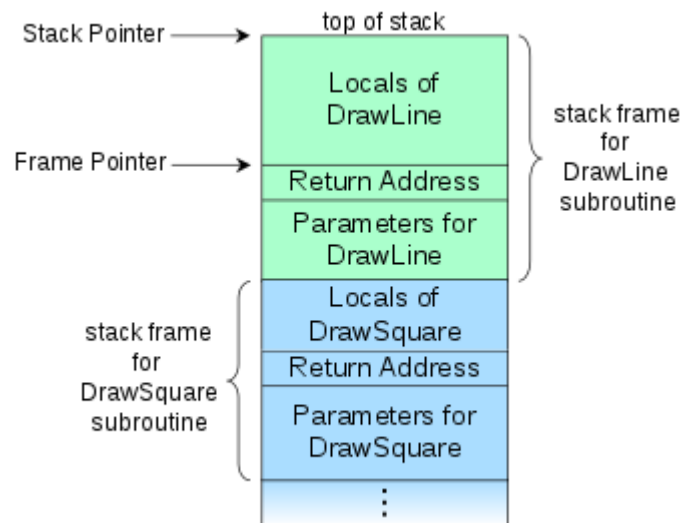 top of stack
Stack Pointer
Locals of
DrawLine
stack frame
for
DrawLine
subroutine
Frame Pointer
Return Address
Parameters for
DrawLine
Locals of
DrawSquare
stack frame
for
DrawSquare
subroutine
Return Address
Parameters for
DrawSquare
⋮